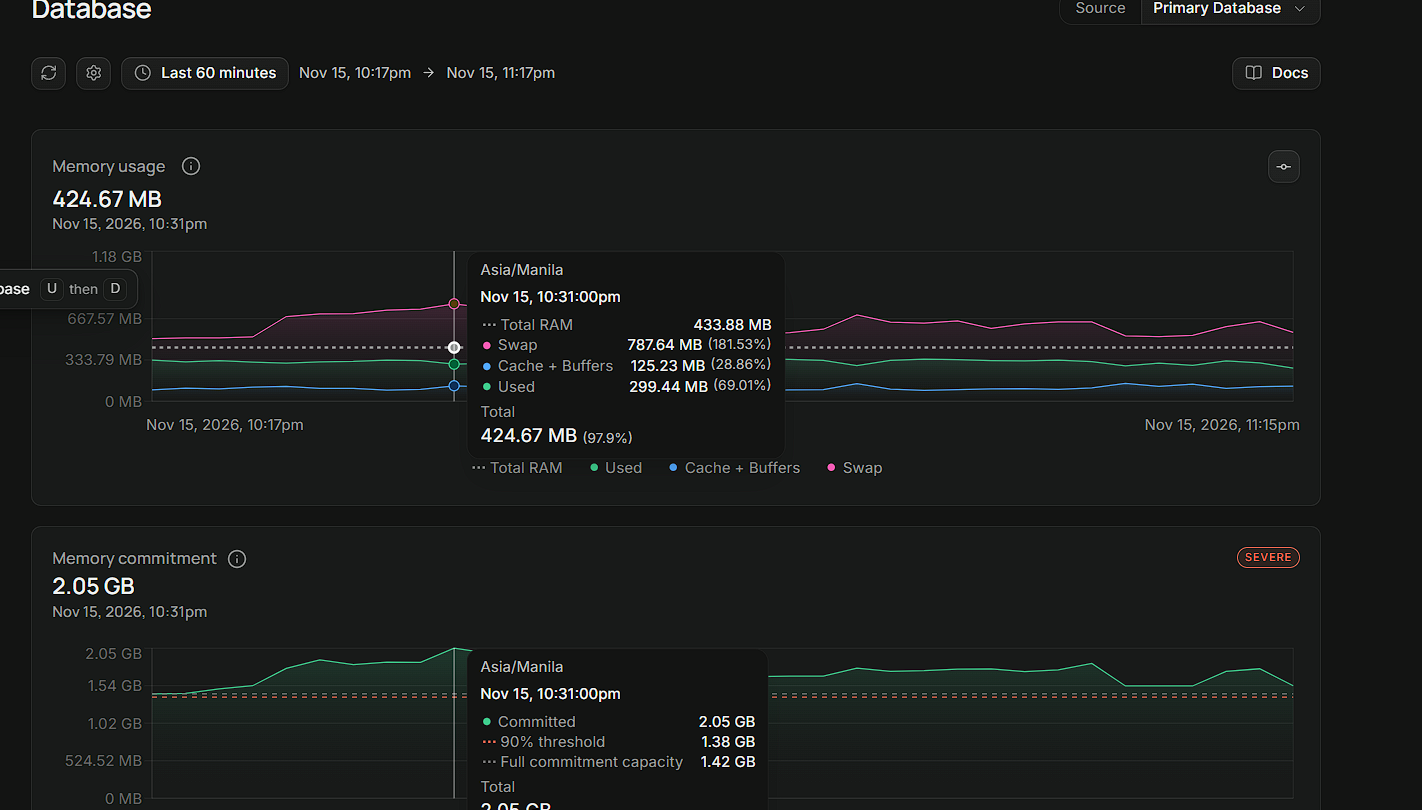 Database
Source Primary Database
Last 60 minutes Nov 15, 10:17pm → Nov 15, 11:17pm
Docs
Memory usage
424.67 MB
Nov 15, 2026, 10:31pm
1.18 GB
base U then D
667.57 MB
333.79 MB
0 MB
Asia/Manila
Nov 15, 10:31:00pm
Total RAM 433.88 MB
Swap 787.64 MB (181.53%)
Cache + Buffers 125.23 MB (28.86%)
Used 299.44 MB (69.01%)
Total
424.67 MB (97.9%)
Nov 15, 2026, 10:17pm Nov 15, 2026, 11:15pm
Total RAM Used Cache + Buffers Swap
Memory commitment
SEVERE
2.05 GB
Nov 15, 2026, 10:31pm
2.05 GB
1.54 GB
1.02 GB
524.52 MB
0 MB
Asia/Manila
Nov 15, 10:31:00pm
Committed 2.05 GB
90% threshold 1.38 GB
Full commitment capacity 1.42 GB
Total
2.05 GB